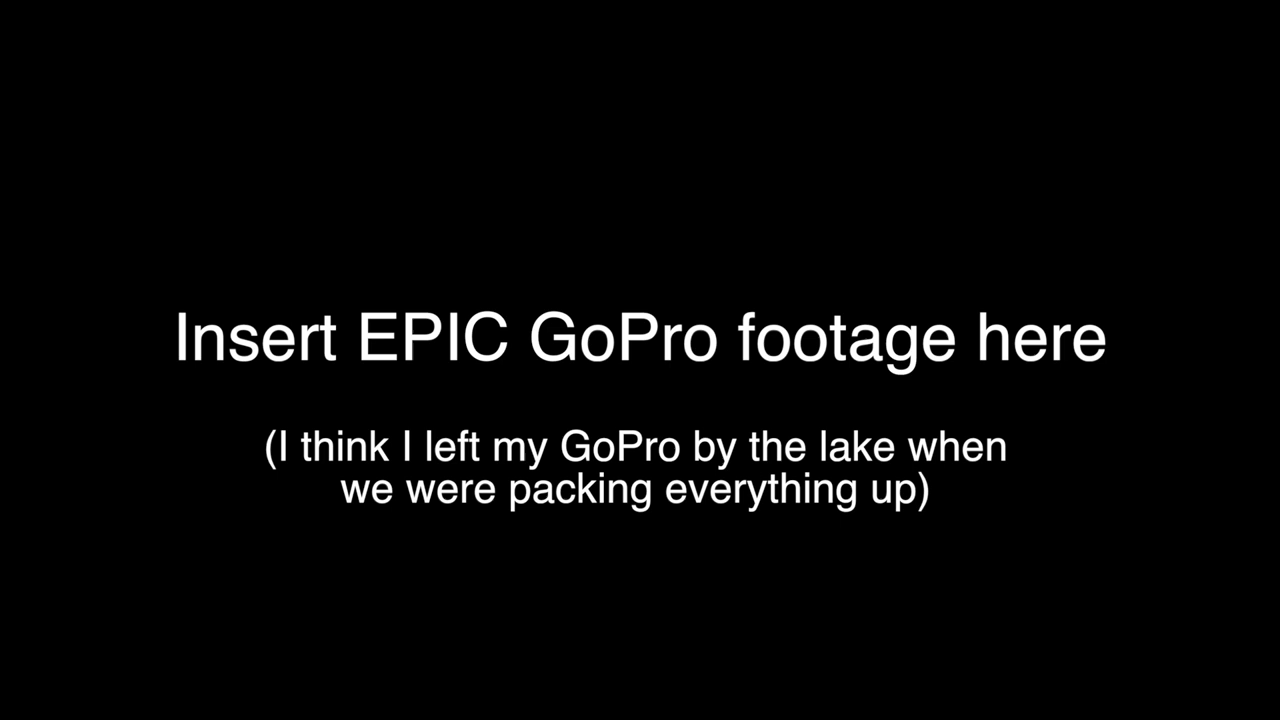 Insert EPIC GoPro footage here
(I think I left my GoPro by the lake when
we were packing everything up)